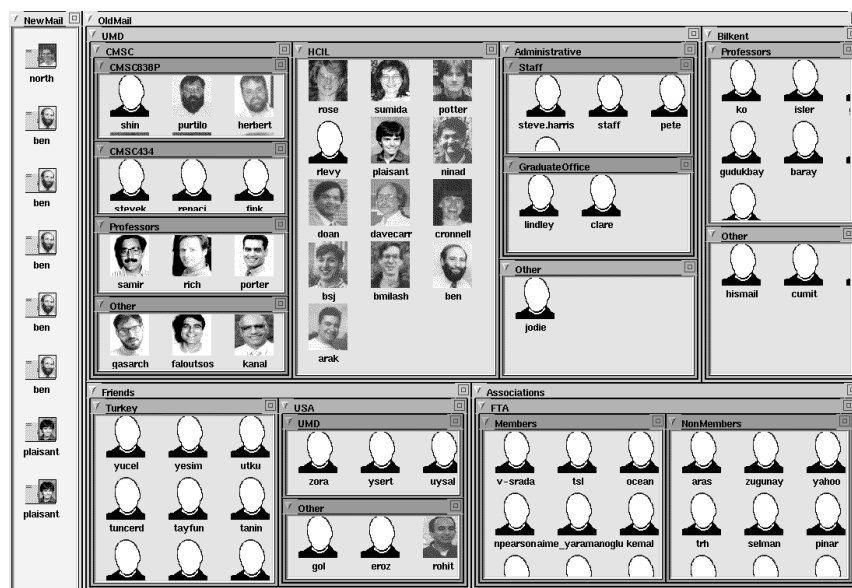 NewMail
north
ben
ben
ben
ben
ben
plaisant
plaisant
OldMail
UMD
CMSC
CMSC838P
shin purtilo herbert
CMSC434
stevek renaci fink
Professors
samir rich porter
Other
gasarch faloutsos kanal
HCIL
rose sumida potter
rlevy plaisant ninad
doan davecarr cronnell
bsj bmilash ben
arak
Administrative
Staff
steve.harris staff pete
GraduateOffice
lindley clare
Other
jodie
Bilkent
Professors
ko isler
gudukbay baray
Other
hismail cumit
Friends
Turkey
yucel yesim utku
tuncerd tayfun tanin
USA
UMD
zora ysert uysal
Other
gol eroz rohit
Associations
FTA
Members
v-srada tsl ocean
npearson aime_yaramanoglu kemal
NonMembers
aras zugunay yahoo
trh selman pinar